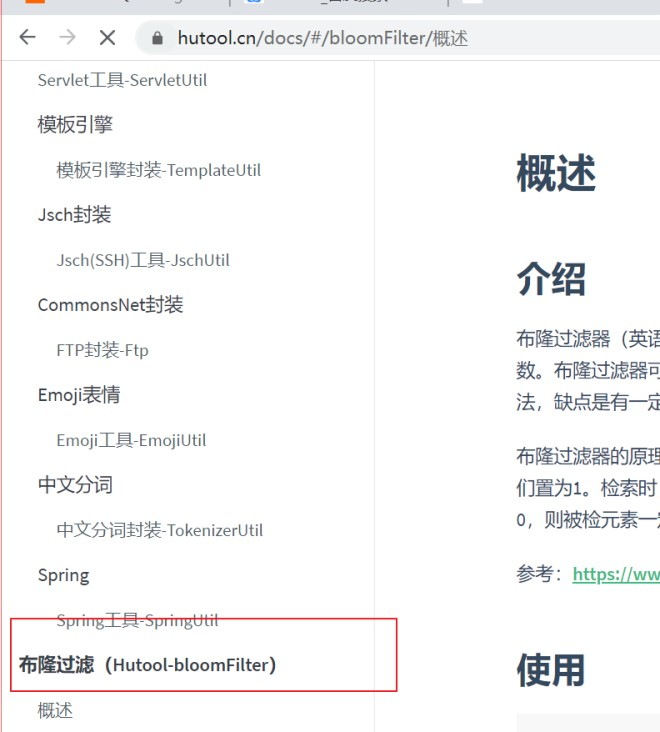 hutool.cn/docs/#/bloomFilter/概述
Servlet工具-ServletUtil
模板引擎
模板引擎封装-TemplateUtil
Jsch封装
Jsch(SSH)工具-JschUtil
CommonsNet封装
FTP封装-Ftp
Emoji表情
Emoji工具-EmojiUtil
中文分词
中文分词封装-TokenizerUtil
Spring
Spring工具-SpringUtil
布隆过滤（Hutool-bloomFilter）
概述
概述
介绍
布隆过滤器（英语
数。布隆过滤器可
法，缺点是有一定
布隆过滤器的原理
们置为1。检索时
0，则被检元素一定
参考：https://ww
使用